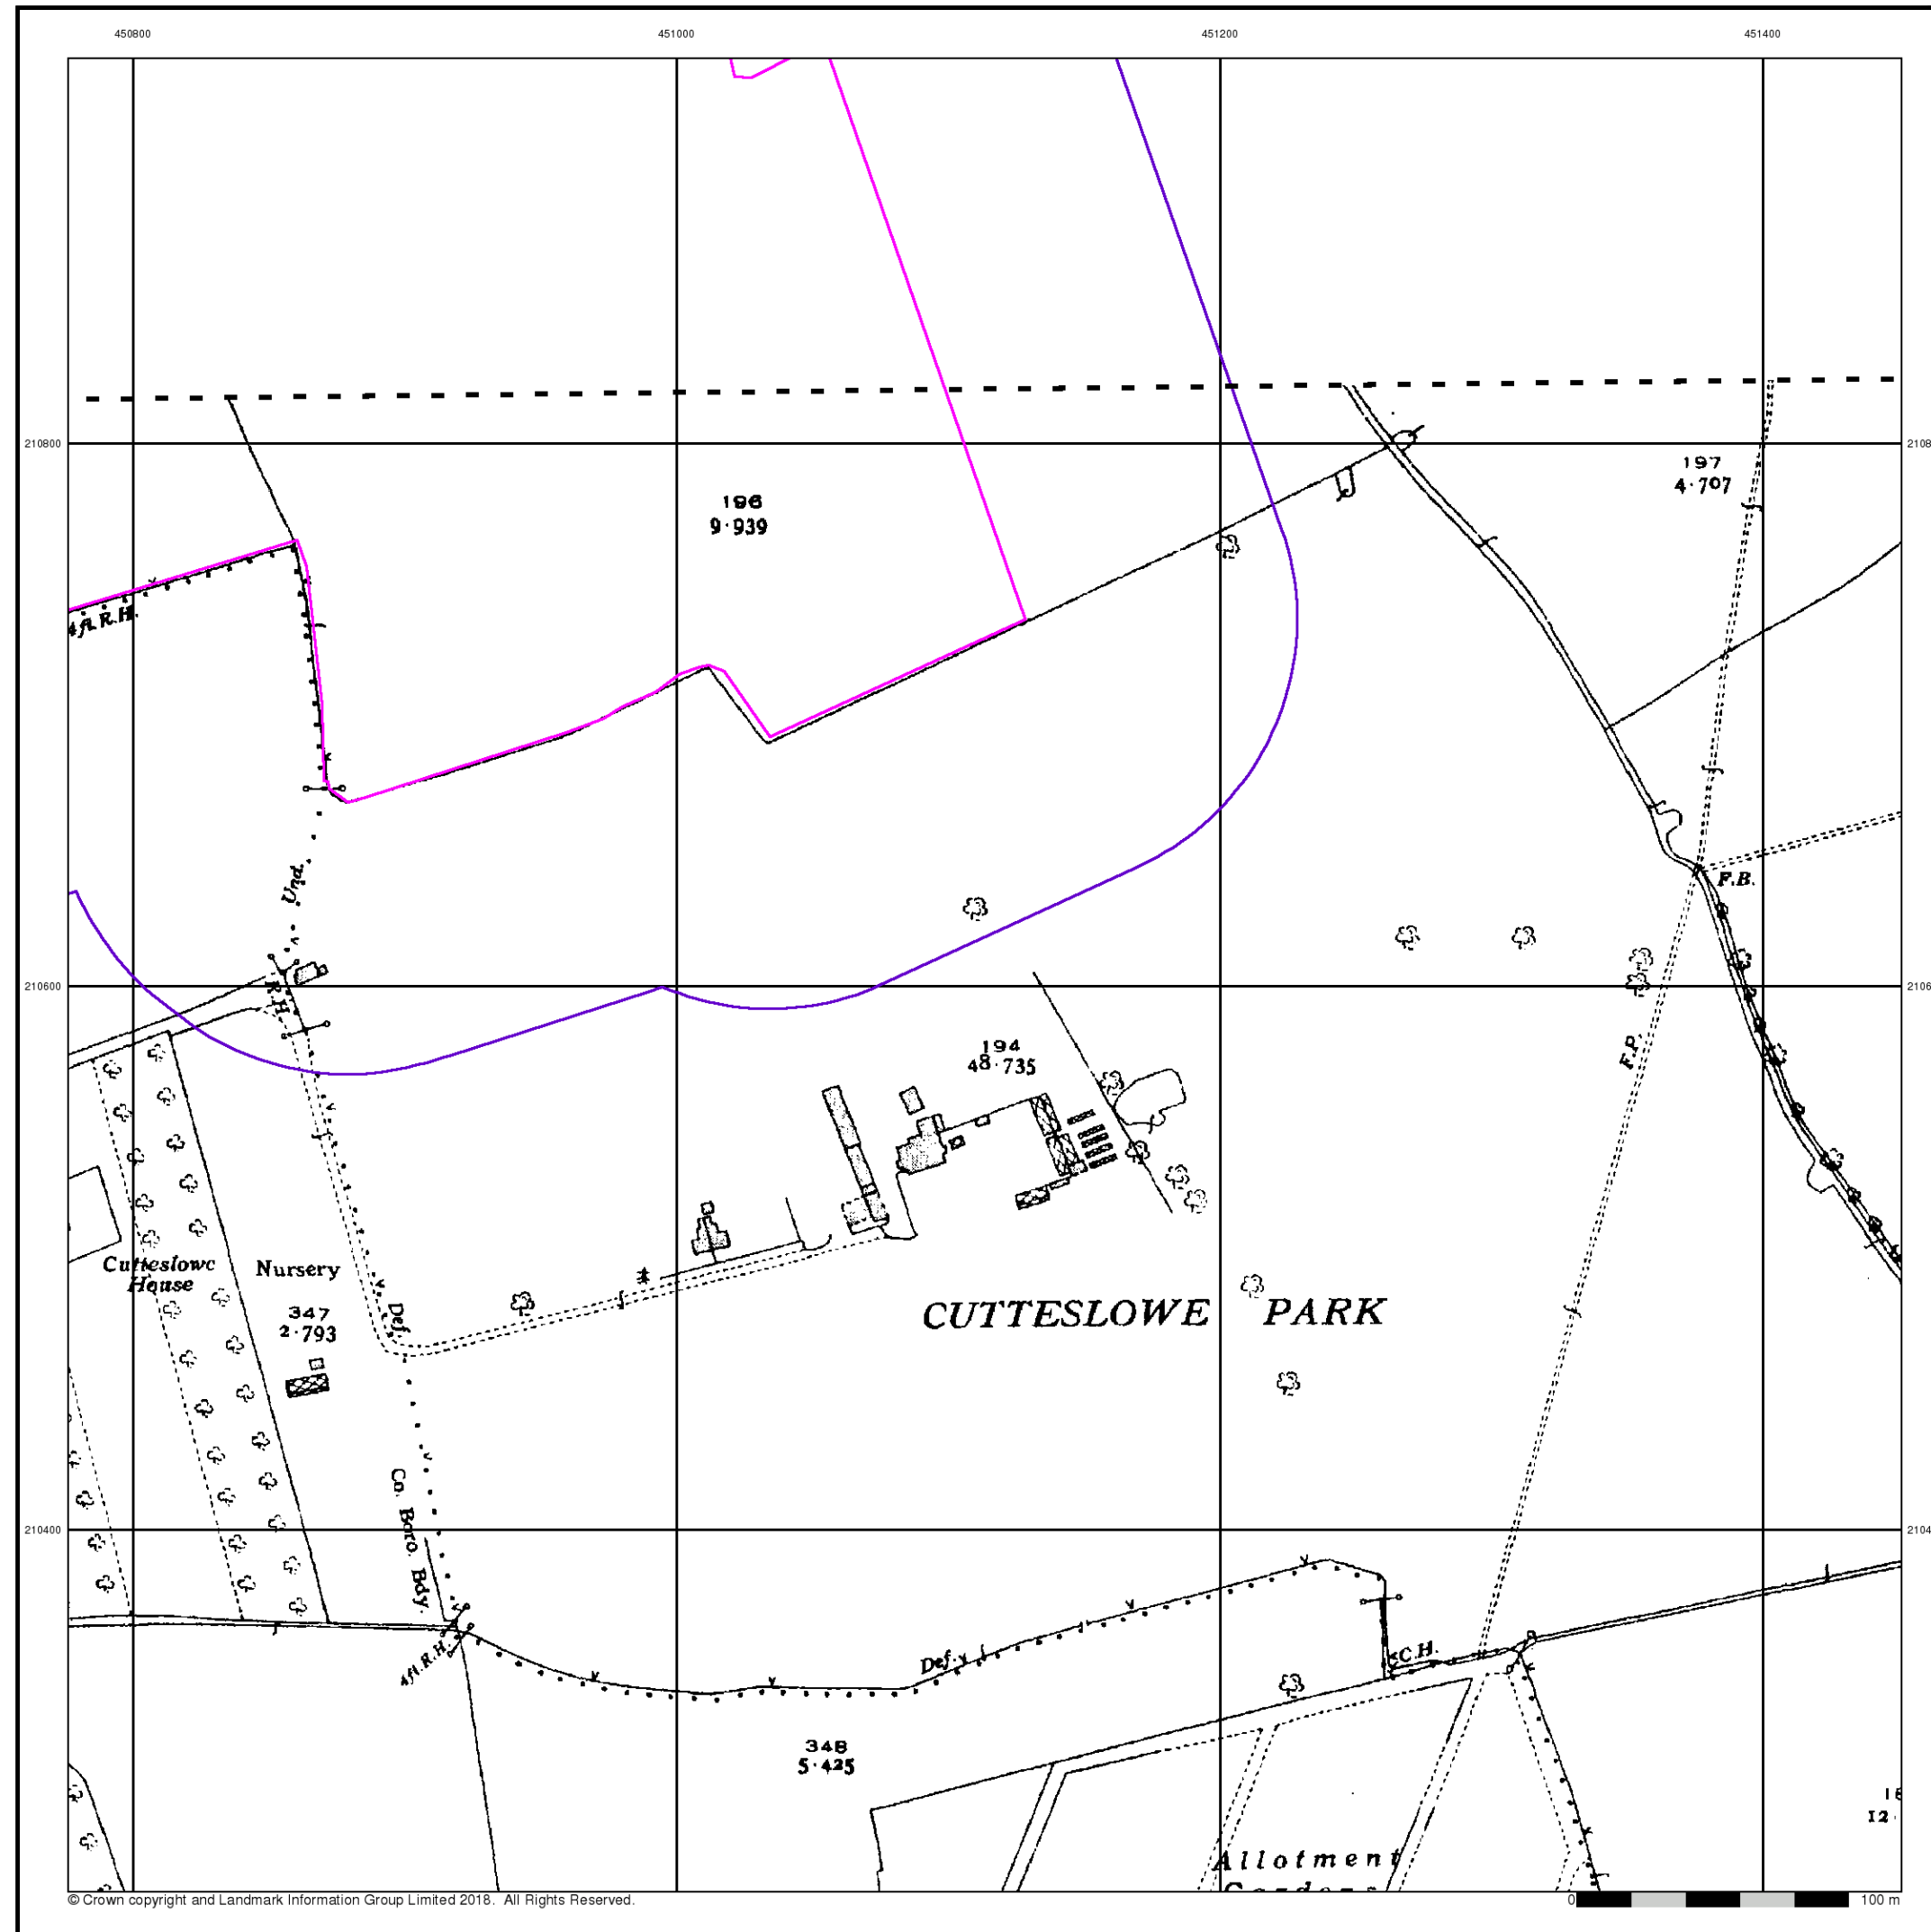 450800 451000 451200 451400
210800
197
4·707
196
9·939
4ft.R.H.
Und.
F.B.
210600
R.H.
F.P.
194
48·735
Cutteslowe
House
Nursery
347
2·793
Def.
CUTTESLOWE PARK
210400
Co. Boro. Bdy.
4ft.R.H.
Def.
C.H.
348
5·425
Allotment
Gardens
© Crown copyright and Landmark Information Group Limited 2018. All Rights Reserved.
0 100 m